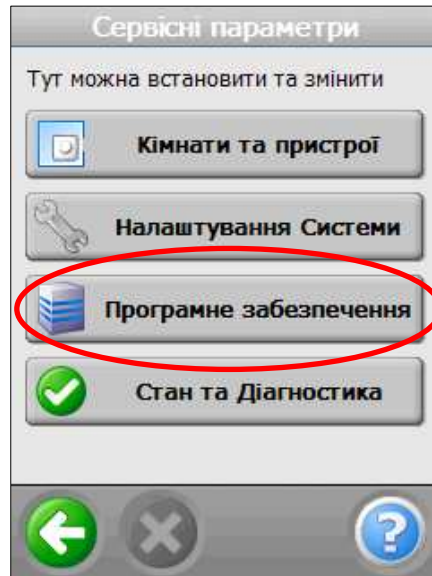 Сервісні параметри
Тут можна встановити та змінити
Кімнати та пристрої
Налаштування Системи
Програмне забезпечення
Стан та Діагностика
?